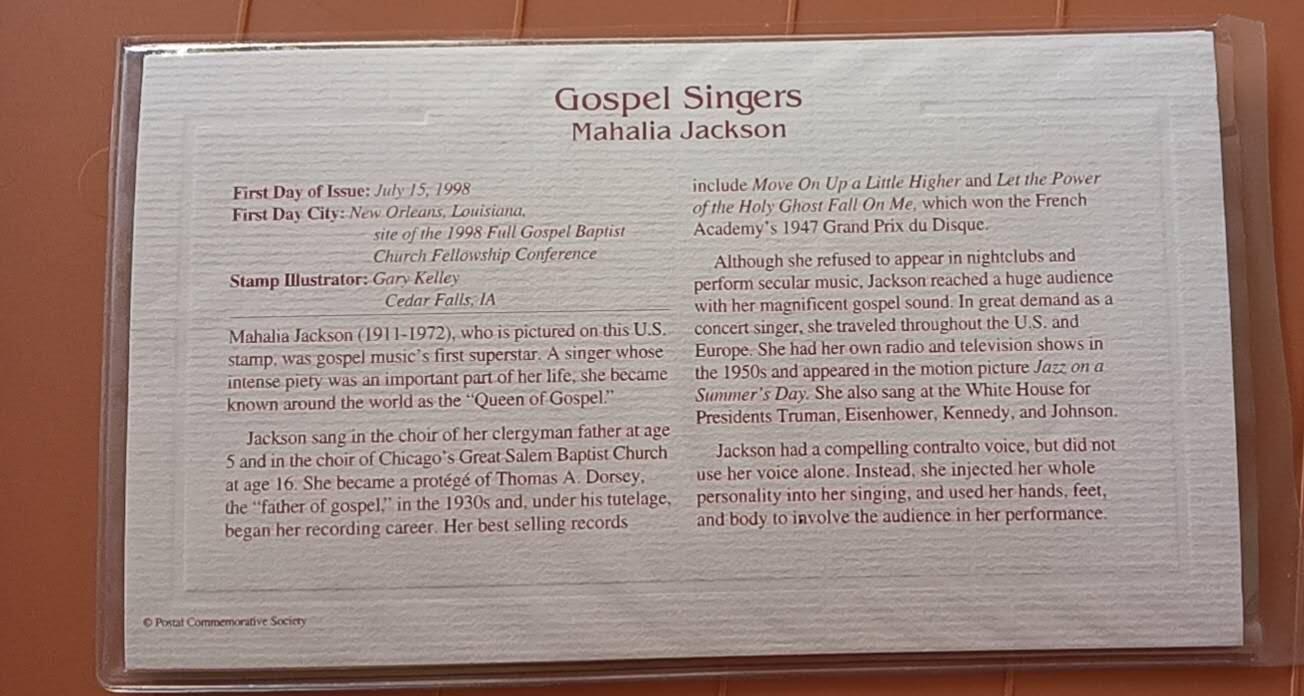 Gospel Singers
Mahalia Jackson
First Day of Issue: July 15, 1998
First Day City: New Orleans, Louisiana,
site of the 1998 Full Gospel Baptist
Church Fellowship Conference
Stamp Illustrator: Gary Kelley
Cedar Falls, IA
Mahalia Jackson (1911-1972), who is pictured on this U.S.
stamp, was gospel music's first superstar. A singer whose
intense piety was an important part of her life, she became
known around the world as the “Queen of Gospel.”
Jackson sang in the choir of her clergyman father at age
5 and in the choir of Chicago's Great Salem Baptist Church
at age 16. She became a protégé of Thomas A. Dorsey,
the “father of gospel,” in the 1930s and, under his tutelage,
began her recording career. Her best selling records
include Move On Up a Little Higher and Let the Power
of the Holy Ghost Fall On Me, which won the French
Academy's 1947 Grand Prix du Disque.
Although she refused to appear in nightclubs and
perform secular music, Jackson reached a huge audience
with her magnificent gospel sound. In great demand as a
concert singer, she traveled throughout the U.S. and
Europe. She had her own radio and television shows in
the 1950s and appeared in the motion picture Jazz on a
Summer's Day. She also sang at the White House for
Presidents Truman, Eisenhower, Kennedy, and Johnson.
Jackson had a compelling contralto voice, but did not
use her voice alone. Instead, she injected her whole
personality into her singing, and used her hands, feet,
and body to involve the audience in her performance.
© Postal Commemorative Society